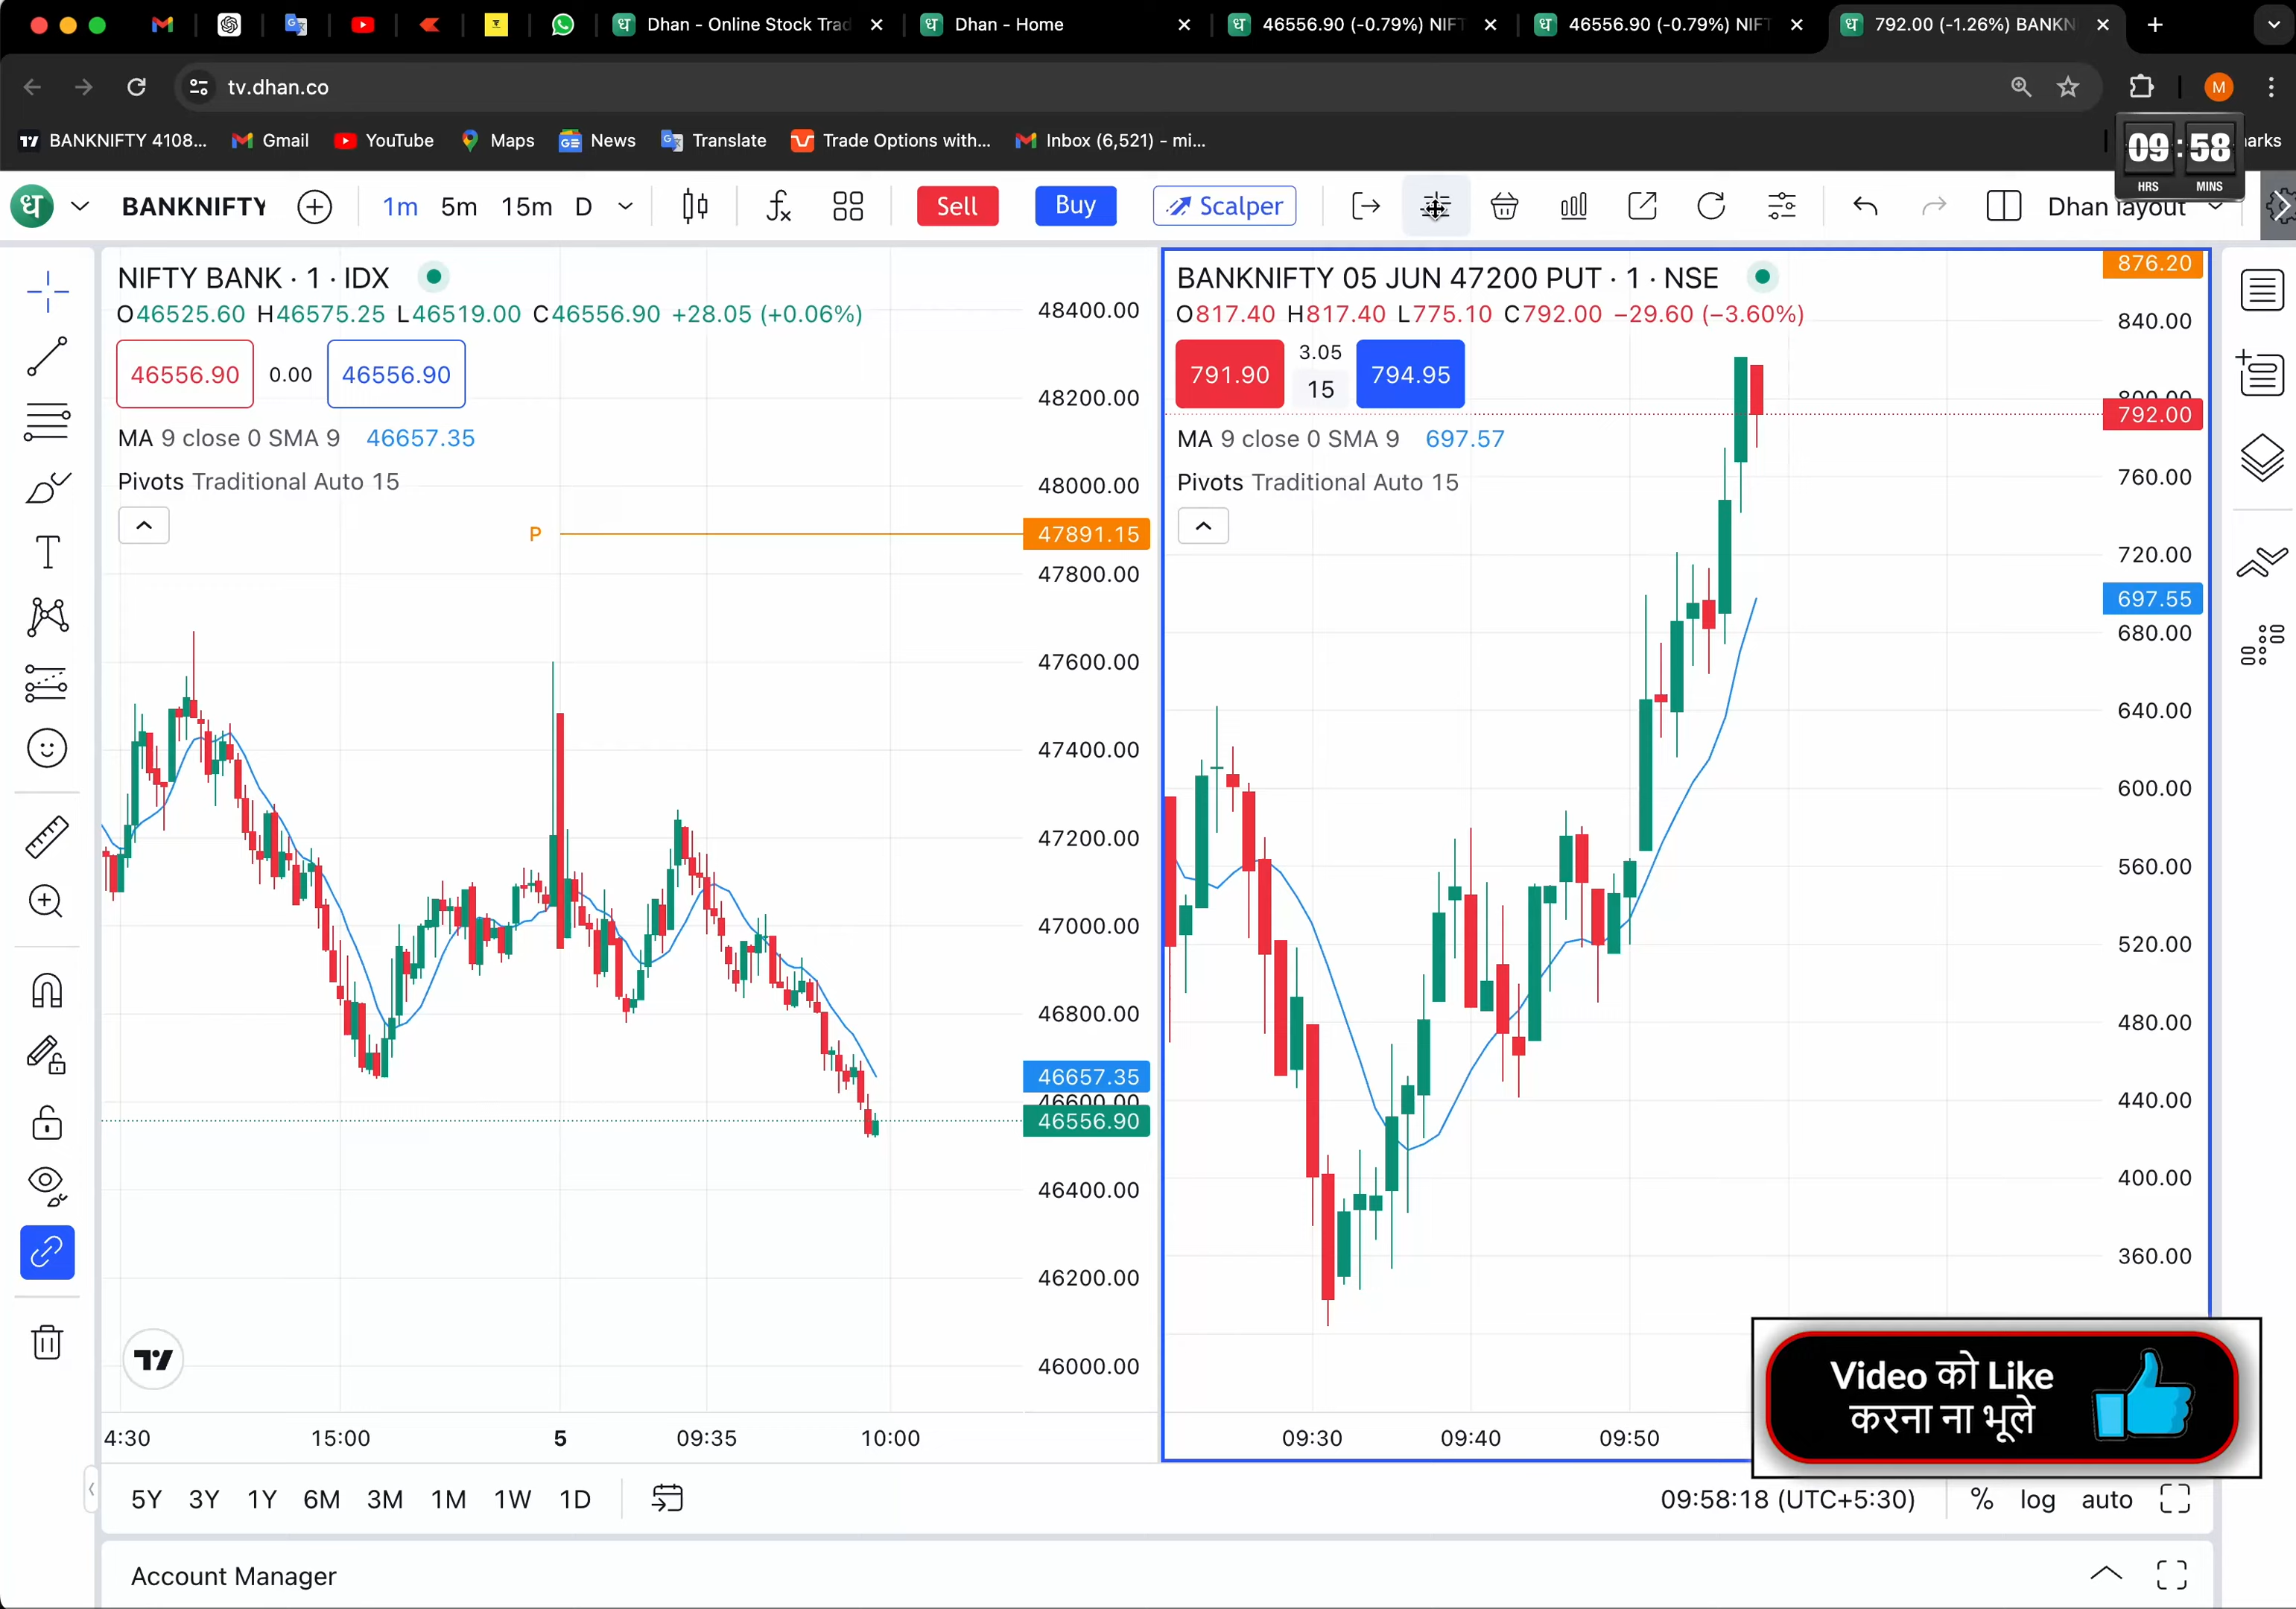 Dhan - Online Stock Trad
Dhan - Home
46556.90 (-0.79%) NIFT
46556.90 (-0.79%) NIFT
792.00 (-1.26%) BANKN
tv.dhan.co
M
BANKNIFTY 4108...
Gmail
YouTube
Maps
News
Translate
Trade Options with...
Inbox (6,521) - mi...
arks
09:58
HRS MINS
BANKNIFTY
1m 5m 15m D
Sell
Buy
Scalper
Dhan layout
NIFTY BANK · 1 · IDX
O46525.60 H46575.25 L46519.00 C46556.90 +28.05 (+0.06%)
46556.90 0.00 46556.90
MA 9 close 0 SMA 9 46657.35
Pivots Traditional Auto 15
P
48400.00
48200.00
48000.00
47891.15
47800.00
47600.00
47400.00
47200.00
47000.00
46800.00
46657.35
46600.00
46556.90
46400.00
46200.00
46000.00
4:30 15:00 5 09:35 10:00
BANKNIFTY 05 JUN 47200 PUT · 1 · NSE
O817.40 H817.40 L775.10 C792.00 −29.60 (−3.60%)
791.90 3.05 15 794.95
MA 9 close 0 SMA 9 697.57
Pivots Traditional Auto 15
876.20
840.00
800.00
792.00
760.00
720.00
697.55
680.00
640.00
600.00
560.00
520.00
480.00
440.00
400.00
360.00
09:30 09:40 09:50
Video को Like
करना ना भूले
5Y 3Y 1Y 6M 3M 1M 1W 1D
09:58:18 (UTC+5:30) % log auto
Account Manager